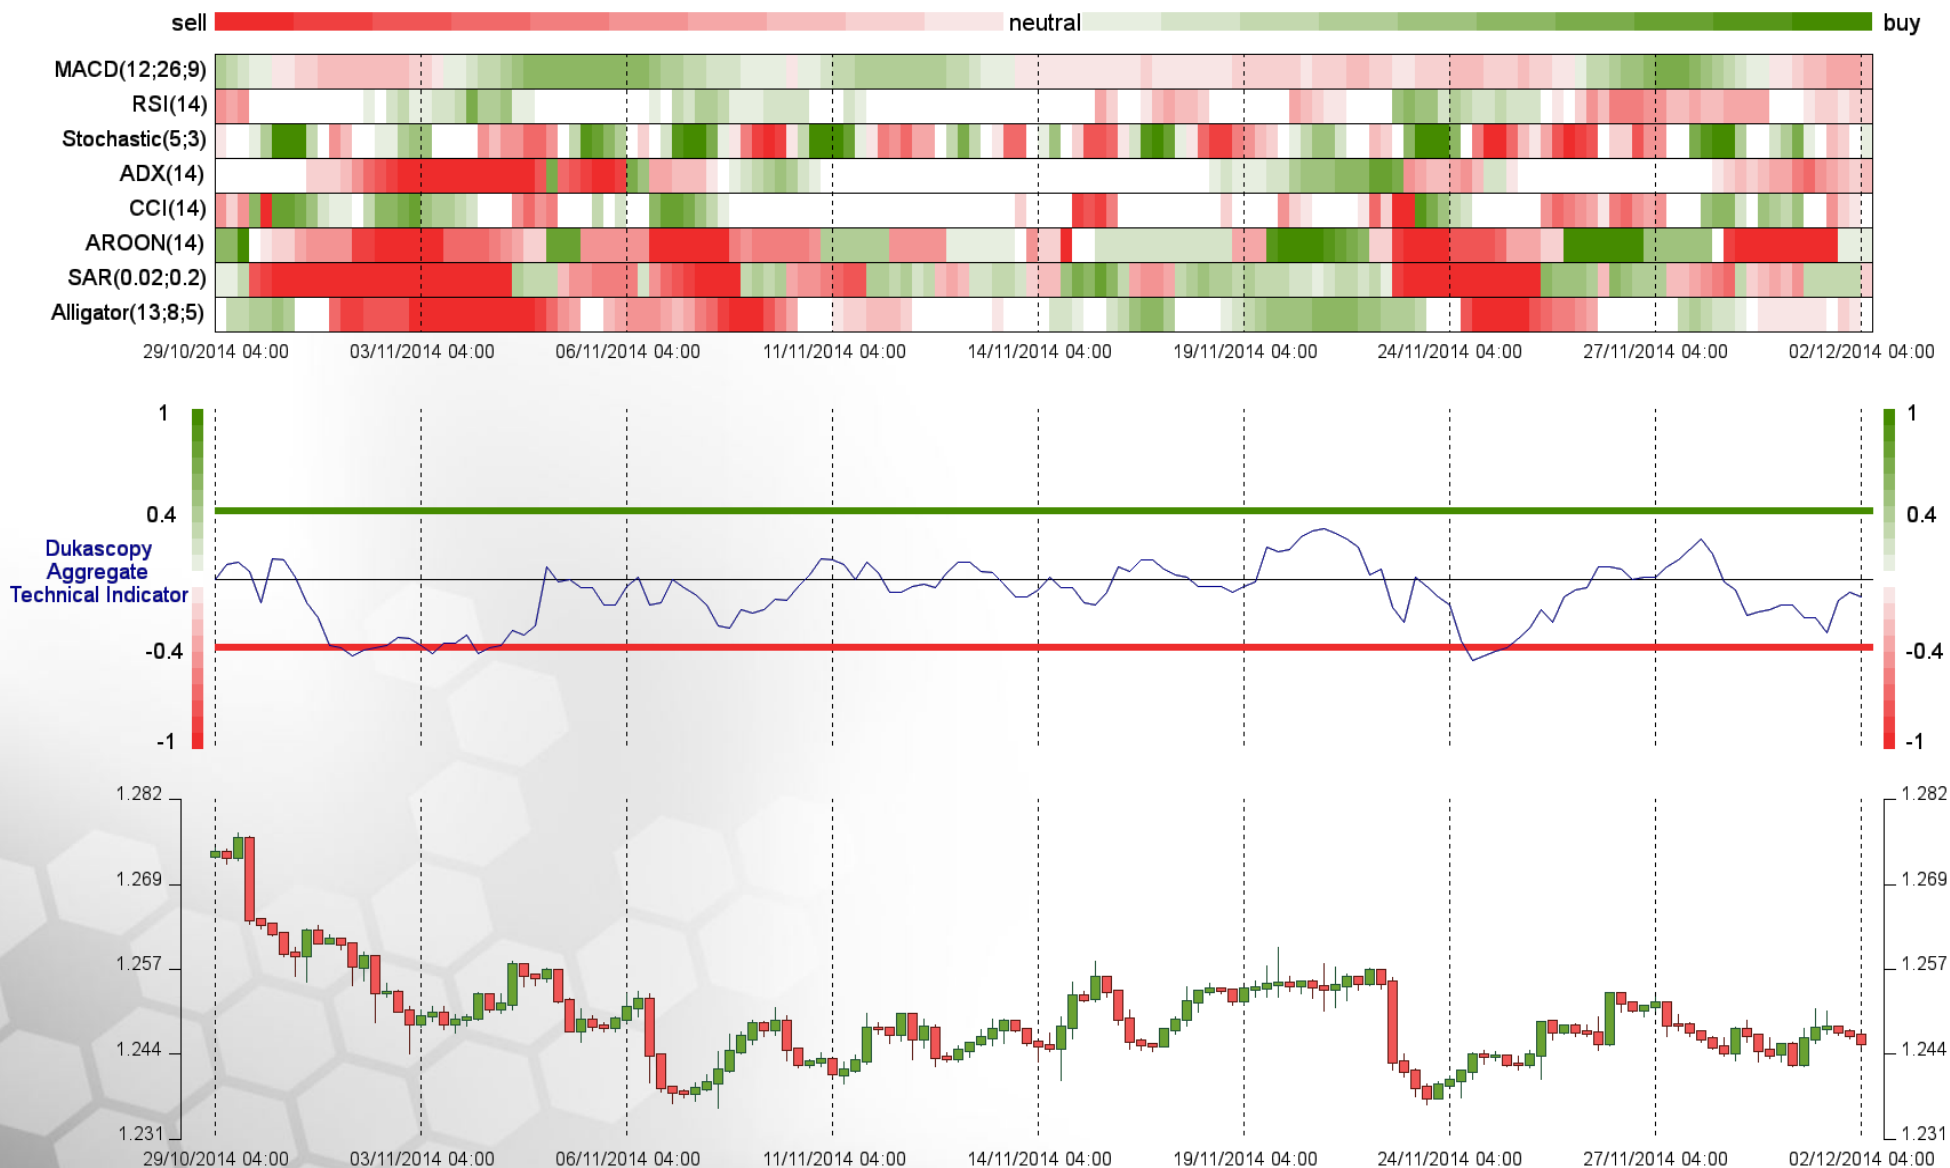 sell neutral buy
MACD(12;26;9)
RSI(14)
Stochastic(5;3)
ADX(14)
CCI(14)
AROON(14)
SAR(0.02;0.2)
Alligator(13;8;5)
29/10/2014 04:00 03/11/2014 04:00 06/11/2014 04:00 11/11/2014 04:00 14/11/2014 04:00 19/11/2014 04:00 24/11/2014 04:00 27/11/2014 04:00 02/12/2014 04:00
1 1
0.4 0.4
Dukascopy
Aggregate
Technical Indicator
-0.4 -0.4
-1 -1
1.282 1.282
1.269 1.269
1.257 1.257
1.244 1.244
1.231 1.231
29/10/2014 04:00 03/11/2014 04:00 06/11/2014 04:00 11/11/2014 04:00 14/11/2014 04:00 19/11/2014 04:00 24/11/2014 04:00 27/11/2014 04:00 02/12/2014 04:00